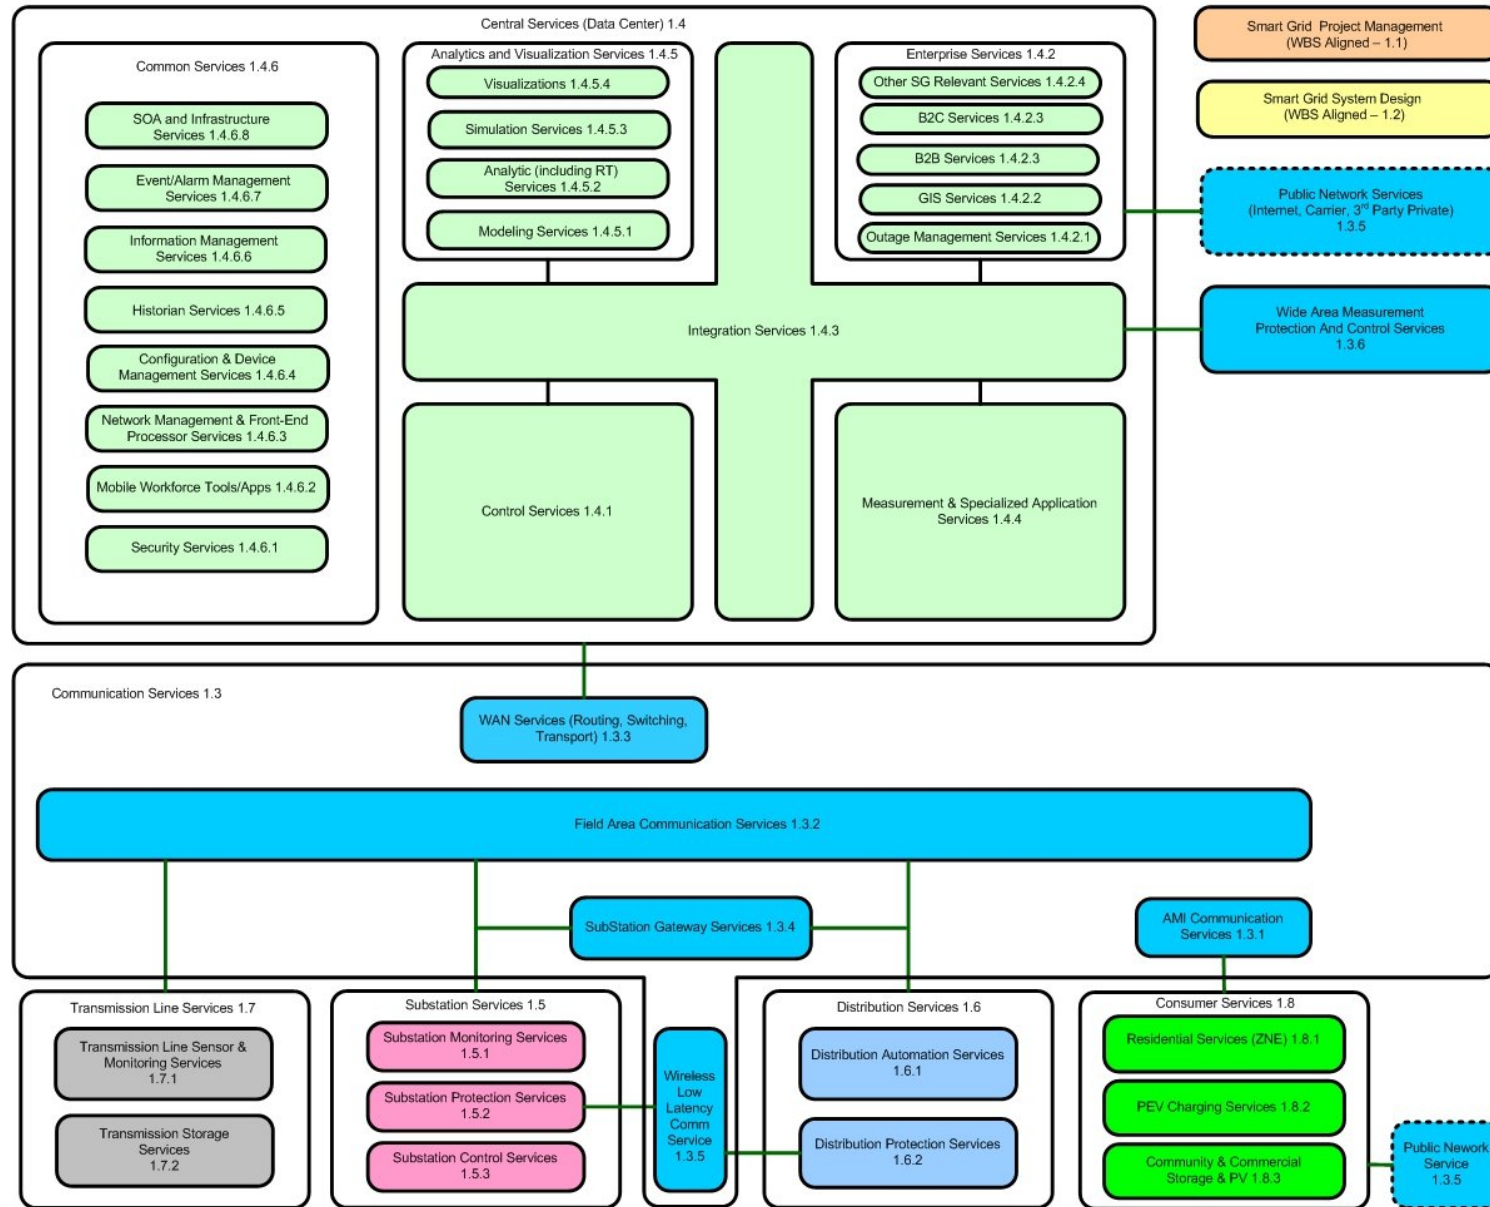 Central Services (Data Center) 1.4
Common Services 1.4.6
SOA and Infrastructure
Services 1.4.6.8
Event/Alarm Management
Services 1.4.6.7
Information Management
Services 1.4.6.6
Historian Services 1.4.6.5
Configuration & Device
Management Services 1.4.6.4
Network Management & Front-End
Processor Services 1.4.6.3
Mobile Workforce Tools/Apps 1.4.6.2
Security Services 1.4.6.1
Analytics and Visualization Services 1.4.5
Visualizations 1.4.5.4
Simulation Services 1.4.5.3
Analytic (including RT)
Services 1.4.5.2
Modeling Services 1.4.5.1
Enterprise Services 1.4.2
Other SG Relevant Services 1.4.2.4
B2C Services 1.4.2.3
B2B Services 1.4.2.3
GIS Services 1.4.2.2
Outage Management Services 1.4.2.1
Integration Services 1.4.3
Control Services 1.4.1
Measurement & Specialized Application
Services 1.4.4
Smart Grid Project Management
(WBS Aligned – 1.1)
Smart Grid System Design
(WBS Aligned – 1.2)
Public Network Services
(Internet, Carrier, 3rd Party Private)
1.3.5
Wide Area Measurement
Protection And Control Services
1.3.6
Communication Services 1.3
WAN Services (Routing, Switching,
Transport) 1.3.3
Field Area Communication Services 1.3.2
SubStation Gateway Services 1.3.4
AMI Communication
Services 1.3.1
Transmission Line Services 1.7
Transmission Line Sensor &
Monitoring Services
1.7.1
Transmission Storage
Services
1.7.2
Substation Services 1.5
Substation Monitoring Services
1.5.1
Substation Protection Services
1.5.2
Substation Control Services
1.5.3
Wireless
Low
Latency
Comm
Service
1.3.5
Distribution Services 1.6
Distribution Automation Services
1.6.1
Distribution Protection Services
1.6.2
Consumer Services 1.8
Residential Services (ZNE) 1.8.1
PEV Charging Services 1.8.2
Community & Commercial
Storage & PV 1.8.3
Public Nework
Service
1.3.5